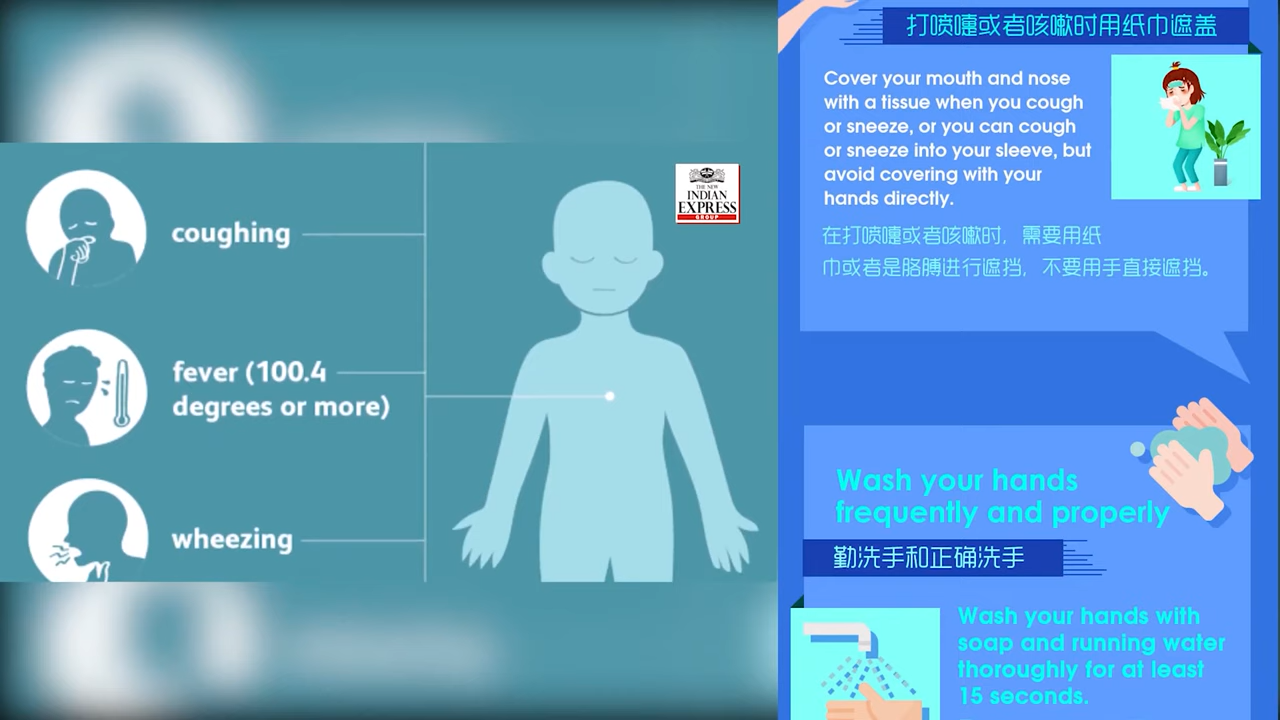 coughing
fever (100.4
degrees or more)
wheezing
THE NEW
INDIAN
EXPRESS
GROUP
打喷嚏或者咳嗽时用纸巾遮盖
Cover your mouth and nose
with a tissue when you cough
or sneeze, or you can cough
or sneeze into your sleeve, but
avoid covering with your
hands directly.
在打喷嚏或者咳嗽时，需要用纸
巾或者是胳膊进行遮挡，不要用手直接遮挡。
Wash your hands
frequently and properly
勤洗手和正确洗手
Wash your hands with
soap and running water
thoroughly for at least
15 seconds.